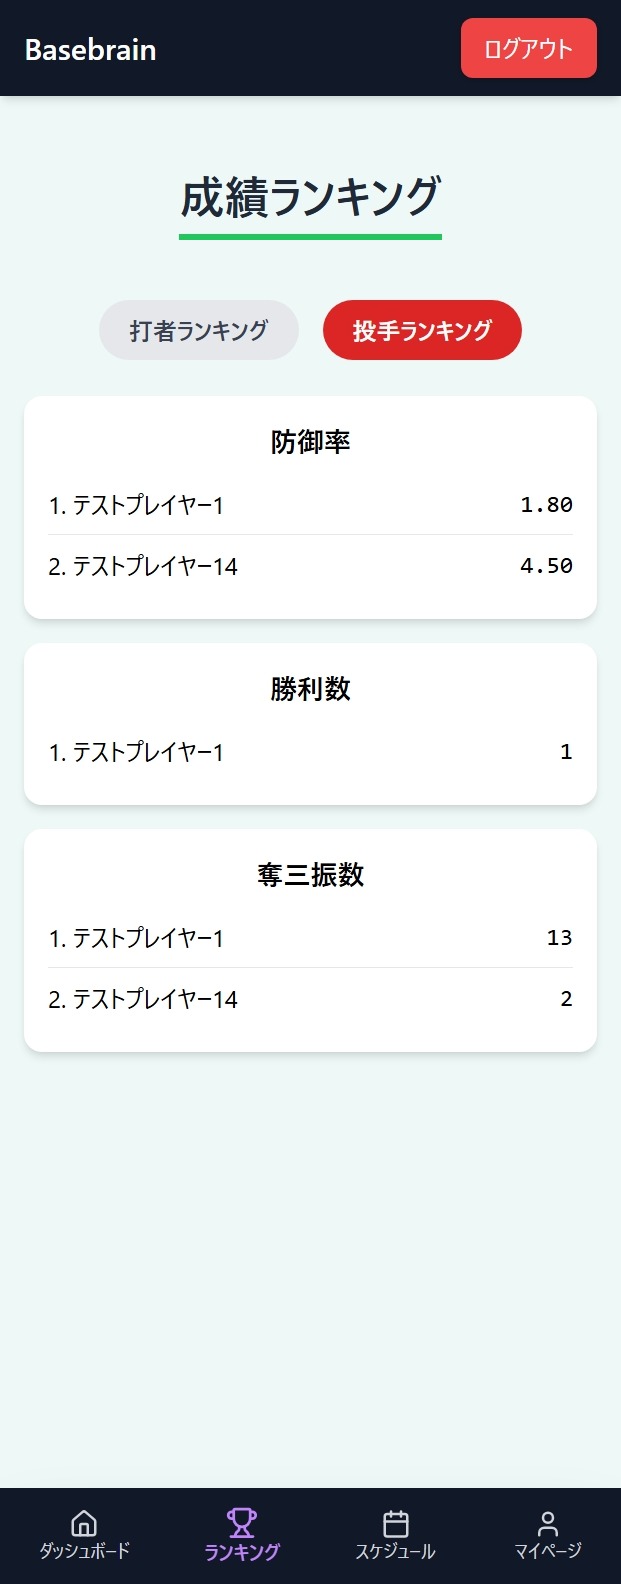 Basebrain
ログアウト
成績ランキング
打者ランキング
投手ランキング
防御率
1. テストプレイヤー1 1.80
2. テストプレイヤー14 4.50
勝利数
1. テストプレイヤー1 1
奪三振数
1. テストプレイヤー1 13
2. テストプレイヤー14 2
ダッシュボード
ランキング
スケジュール
マイページ